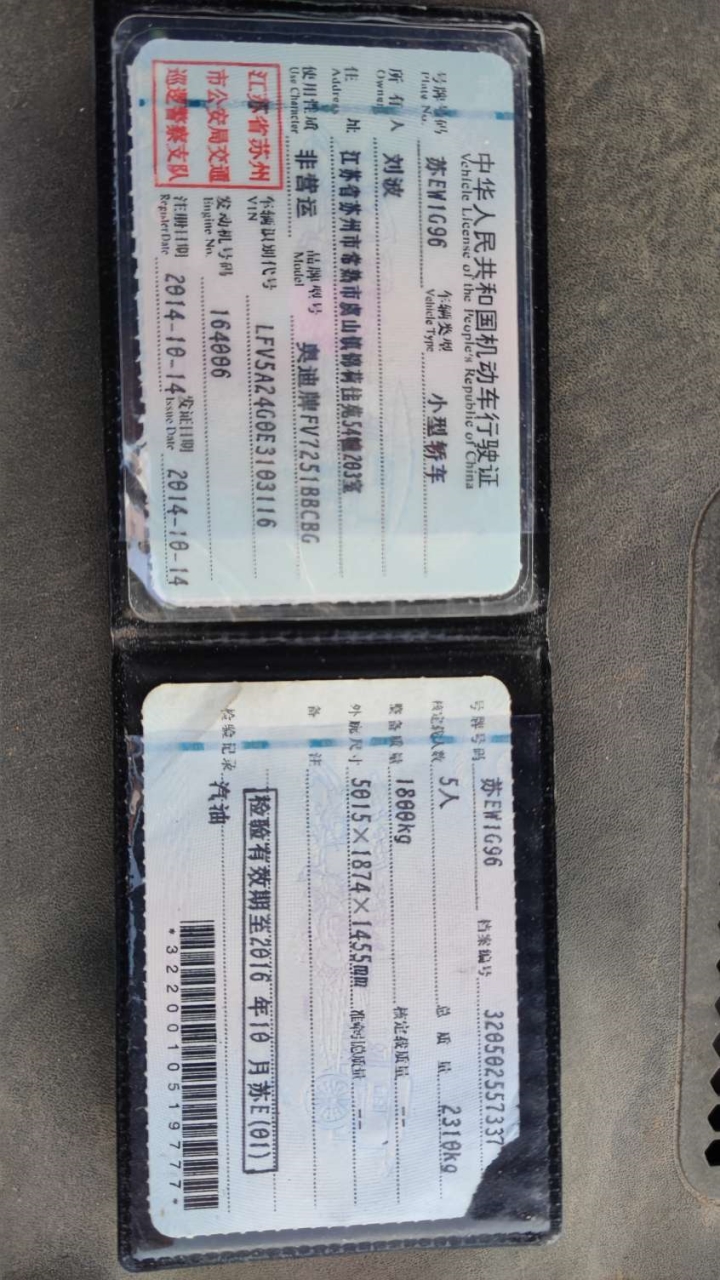 中华人民共和国机动车行驶证
Vehicle License of the People's Republic of China
号牌号码 苏EW1G96 车辆类型 小型轿车
Plate No. Vehicle Type
所有人 刘波
Owner
住址 江苏省苏州市常熟市虞山镇锦荷佳苑54幢203室
Address
使用性质 非营运 品牌型号 奥迪牌FV7251BBCBG
Use Character Model
江苏省苏州
市公安局交通
巡逻警察支队
车辆识别代号 LFV5A24G0E3103116
VIN
发动机号码 164006
Engine No.
注册日期 2014-10-14 发证日期 2014-10-14
Register Date Issue Date
号牌号码 苏EW1G96 档案编号 320502557337
核定载人数 5人 总质量 2310kg
整备质量 1800kg 核定载质量 --
外廓尺寸 5015×1874×1455mm 准牵引总质量 --
备注
检验有效期至2016年10月苏E(01)
检验记录 汽油
*3220010519777*